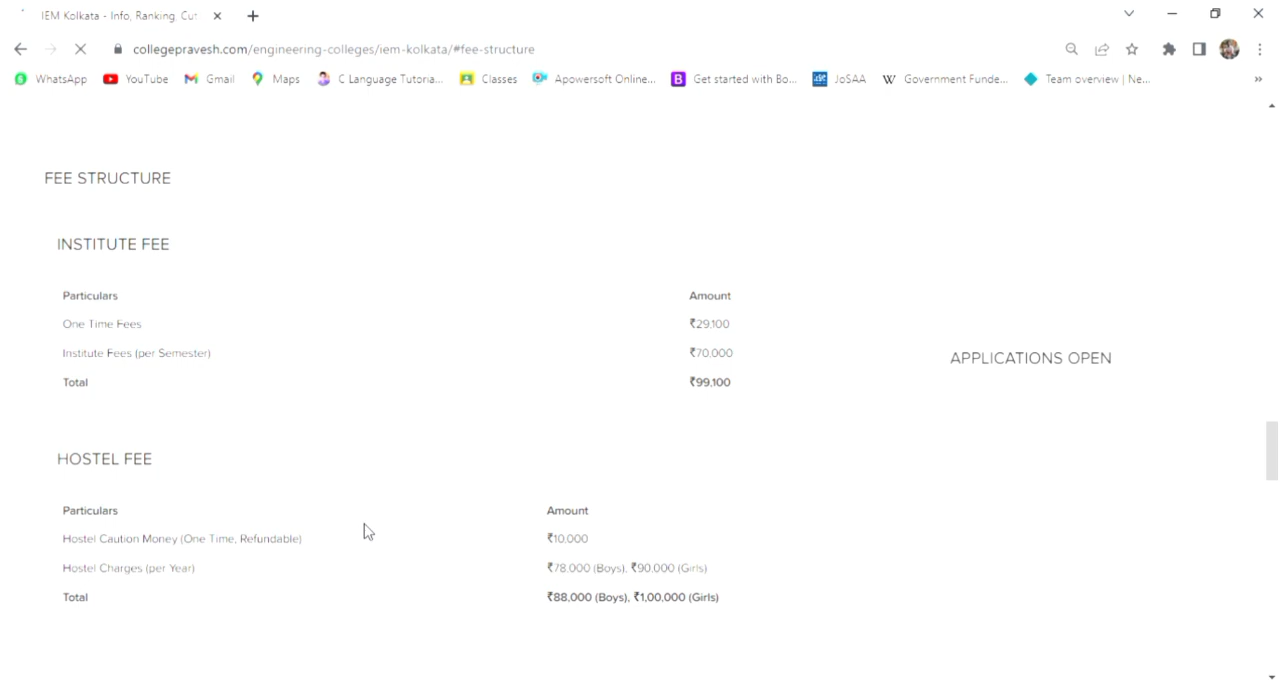 IEM Kolkata - Info, Ranking, Cut
collegepravesh.com/engineering-colleges/iem-kolkata/#fee-structure
WhatsApp YouTube Gmail Maps C Language Tutoria... Classes Apowersoft Online... Get started with Bo... JoSAA W Government Funde... Team overview | Ne... »
FEE STRUCTURE
INSTITUTE FEE
Particulars Amount
One Time Fees ₹29,100
Institute Fees (per Semester) ₹70,000
APPLICATIONS OPEN
Total ₹99,100
HOSTEL FEE
Particulars Amount
Hostel Caution Money (One Time, Refundable) ₹10,000
Hostel Charges (per Year) ₹78,000 (Boys), ₹90,000 (Girls)
Total ₹88,000 (Boys), ₹1,00,000 (Girls)